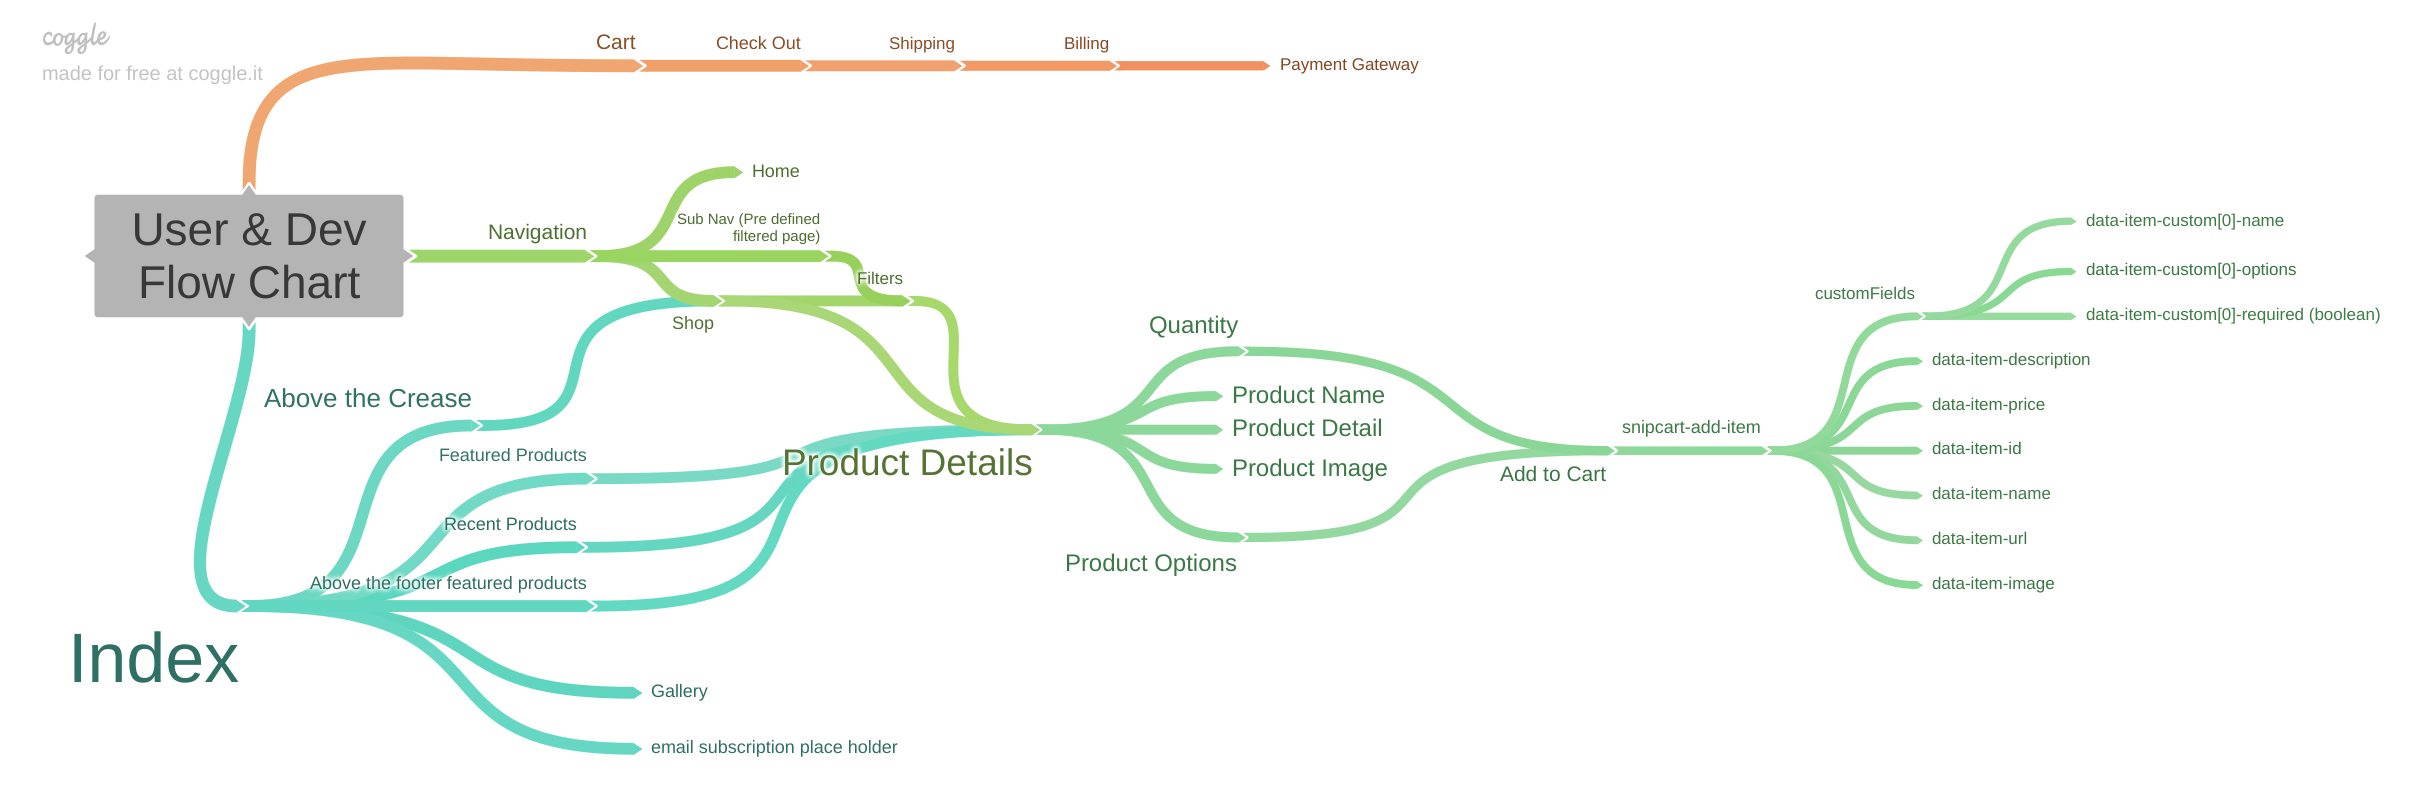 coggle
made for free at coggle.it
Cart
Check Out
Shipping
Billing
Payment Gateway
User & Dev
Flow Chart
Navigation
Home
Sub Nav (Pre defined
filtered page)
Filters
Shop
Above the Crease
Featured Products
Recent Products
Above the footer featured products
Index
Gallery
email subscription place holder
Product Details
Quantity
Product Name
Product Detail
Product Image
Product Options
Add to Cart
snipcart-add-item
customFields
data-item-custom[0]-name
data-item-custom[0]-options
data-item-custom[0]-required (boolean)
data-item-description
data-item-price
data-item-id
data-item-name
data-item-url
data-item-image